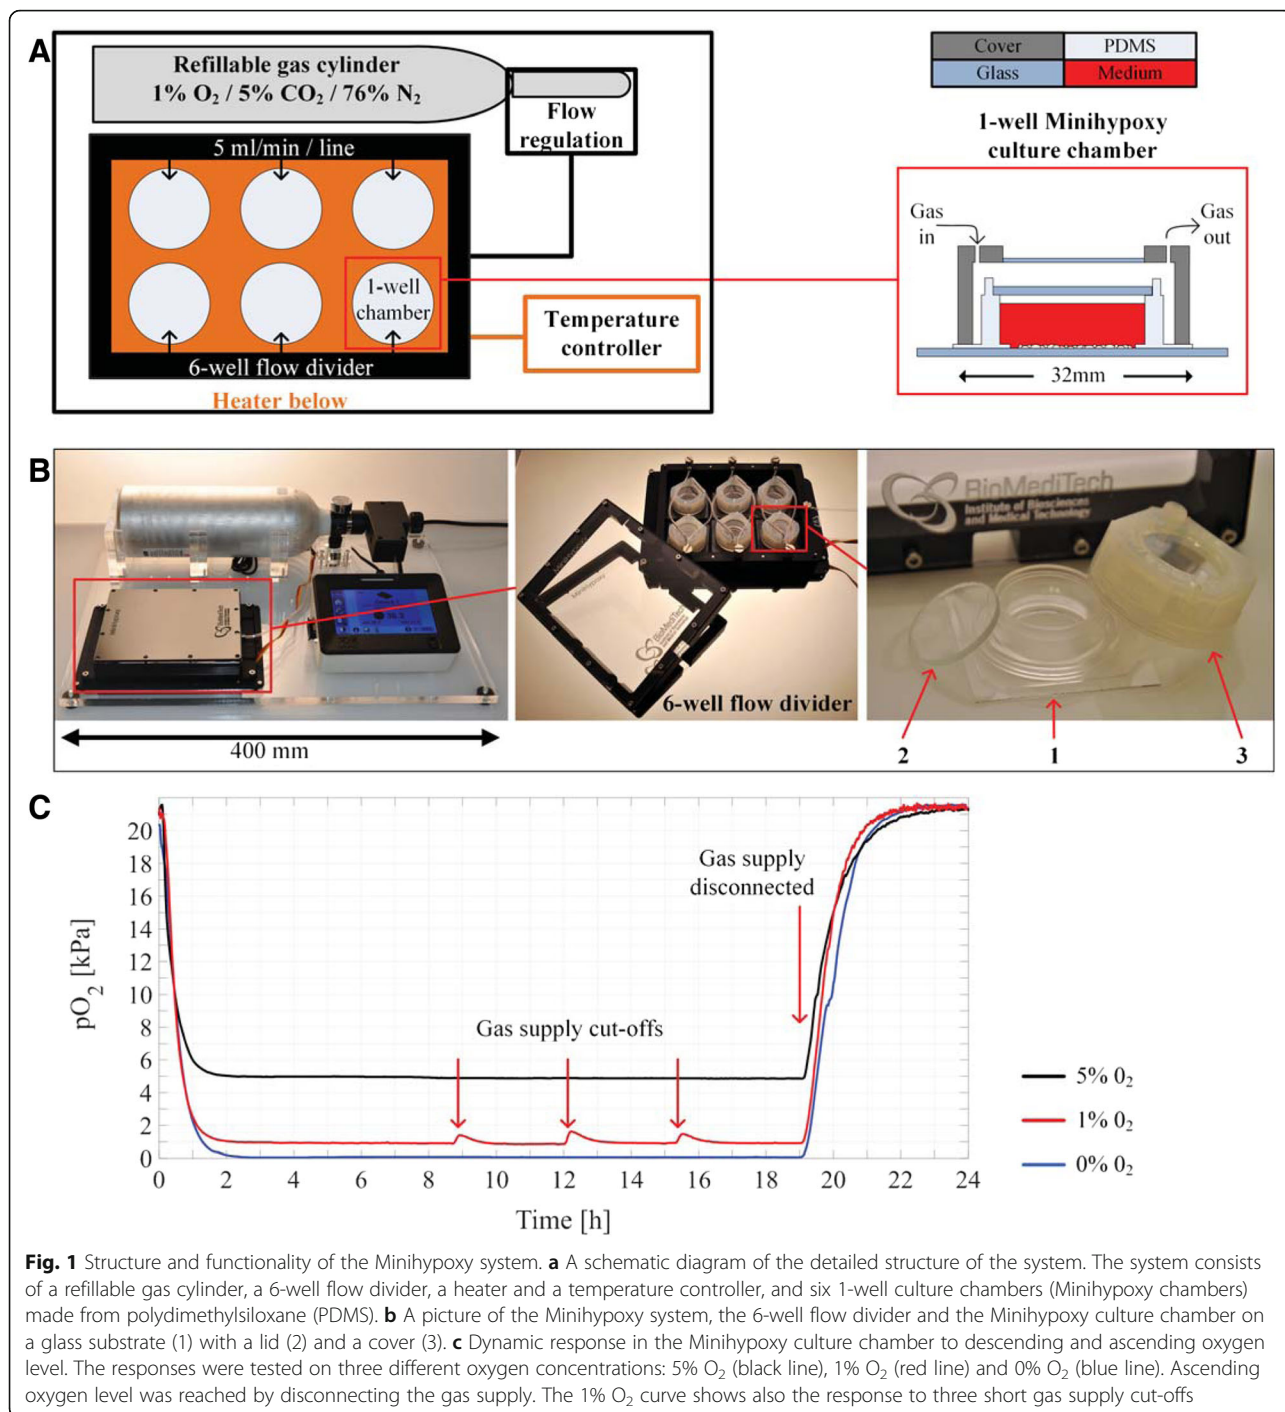 A
Refillable gas cylinder
1% O₂ / 5% CO₂ / 76% N₂
Flow
regulation
5 ml/min / line
1-well
chamber
6-well flow divider
Heater below
Temperature
controller
Cover
PDMS
Glass
Medium
1-well Minihypoxy
culture chamber
Gas
in
Gas
out
32mm
B
400 mm
BioMediTech
6-well flow divider
BioMediTech
Institute of Biosciences
and Medical Technology
2
1
3
C
20
18
16
14
12
10
8
6
4
2
0
pO₂ [kPa]
Gas supply
disconnected
Gas supply cut-offs
5% 0₂
1% 0₂
0% 0₂
0 2 4 6 8 10 12 14 16 18 20 22 24
Time [h]
Fig. 1 Structure and functionality of the Minihypoxy system. a A schematic diagram of the detailed structure of the system. The system consists
of a refillable gas cylinder, a 6-well flow divider, a heater and a temperature controller, and six 1-well culture chambers (Minihypoxy chambers)
made from polydimethylsiloxane (PDMS). b A picture of the Minihypoxy system, the 6-well flow divider and the Minihypoxy culture chamber on
a glass substrate (1) with a lid (2) and a cover (3). c Dynamic response in the Minihypoxy culture chamber to descending and ascending oxygen
level. The responses were tested on three different oxygen concentrations: 5% O₂ (black line), 1% O₂ (red line) and 0% O₂ (blue line). Ascending
oxygen level was reached by disconnecting the gas supply. The 1% O₂ curve shows also the response to three short gas supply cut-offs